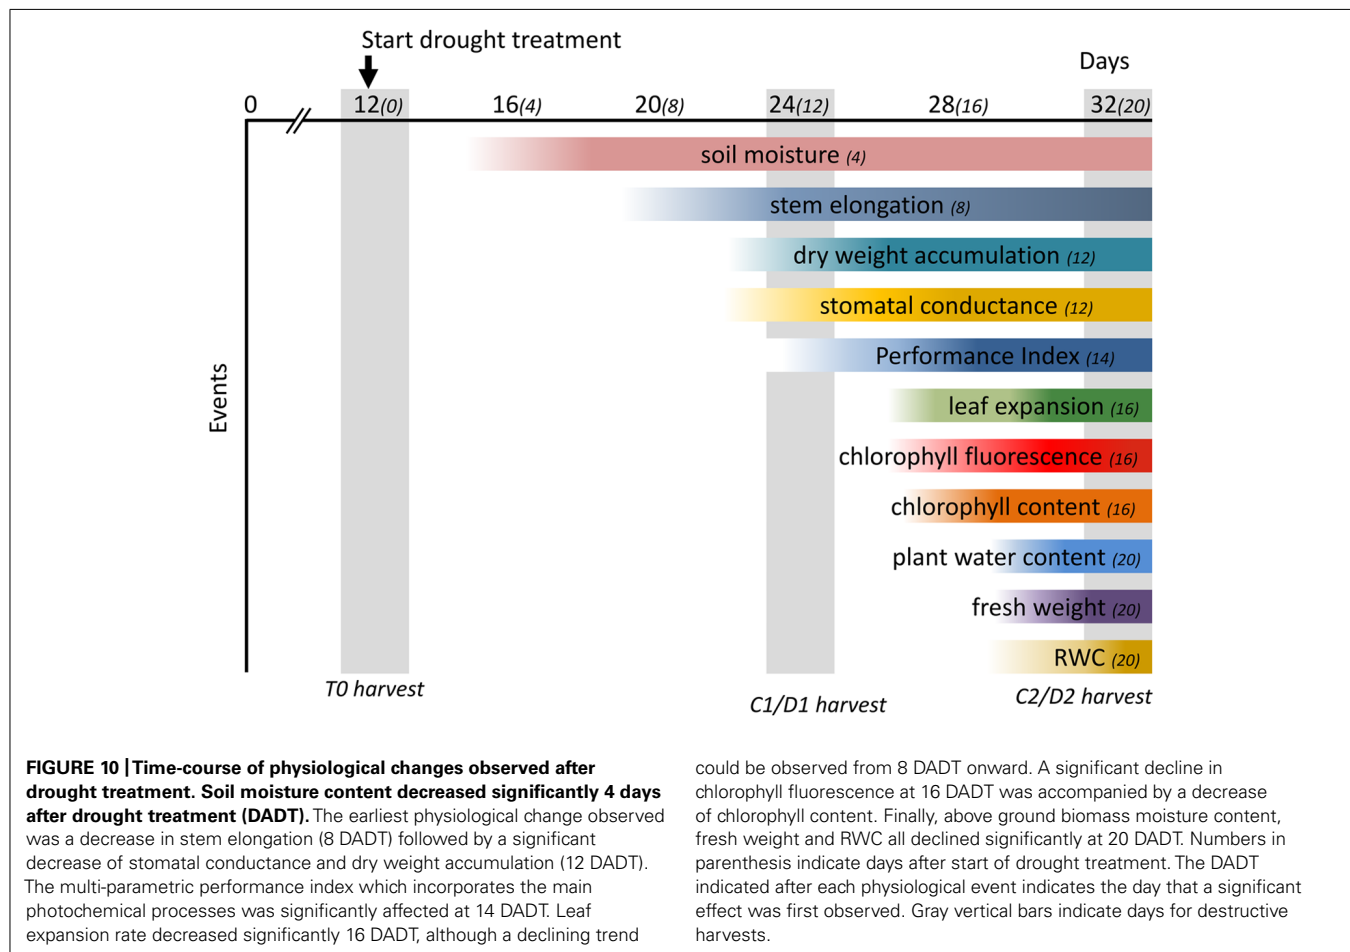 Start drought treatment
Days
0 12(0) 16(4) 20(8) 24(12) 28(16) 32(20)
soil moisture (4)
stem elongation (8)
dry weight accumulation (12)
stomatal conductance (12)
Performance Index (14)
leaf expansion (16)
chlorophyll fluorescence (16)
chlorophyll content (16)
plant water content (20)
fresh weight (20)
RWC (20)
Events
T0 harvest
C1/D1 harvest
C2/D2 harvest
FIGURE 10 | Time-course of physiological changes observed after
drought treatment. Soil moisture content decreased significantly 4 days
after drought treatment (DADT). The earliest physiological change observed
was a decrease in stem elongation (8 DADT) followed by a significant
decrease of stomatal conductance and dry weight accumulation (12 DADT).
The multi-parametric performance index which incorporates the main
photochemical processes was significantly affected at 14 DADT. Leaf
expansion rate decreased significantly 16 DADT, although a declining trend
could be observed from 8 DADT onward. A significant decline in
chlorophyll fluorescence at 16 DADT was accompanied by a decrease
of chlorophyll content. Finally, above ground biomass moisture content,
fresh weight and RWC all declined significantly at 20 DADT. Numbers in
parenthesis indicate days after start of drought treatment. The DADT
indicated after each physiological event indicates the day that a significant
effect was first observed. Gray vertical bars indicate days for destructive
harvests.